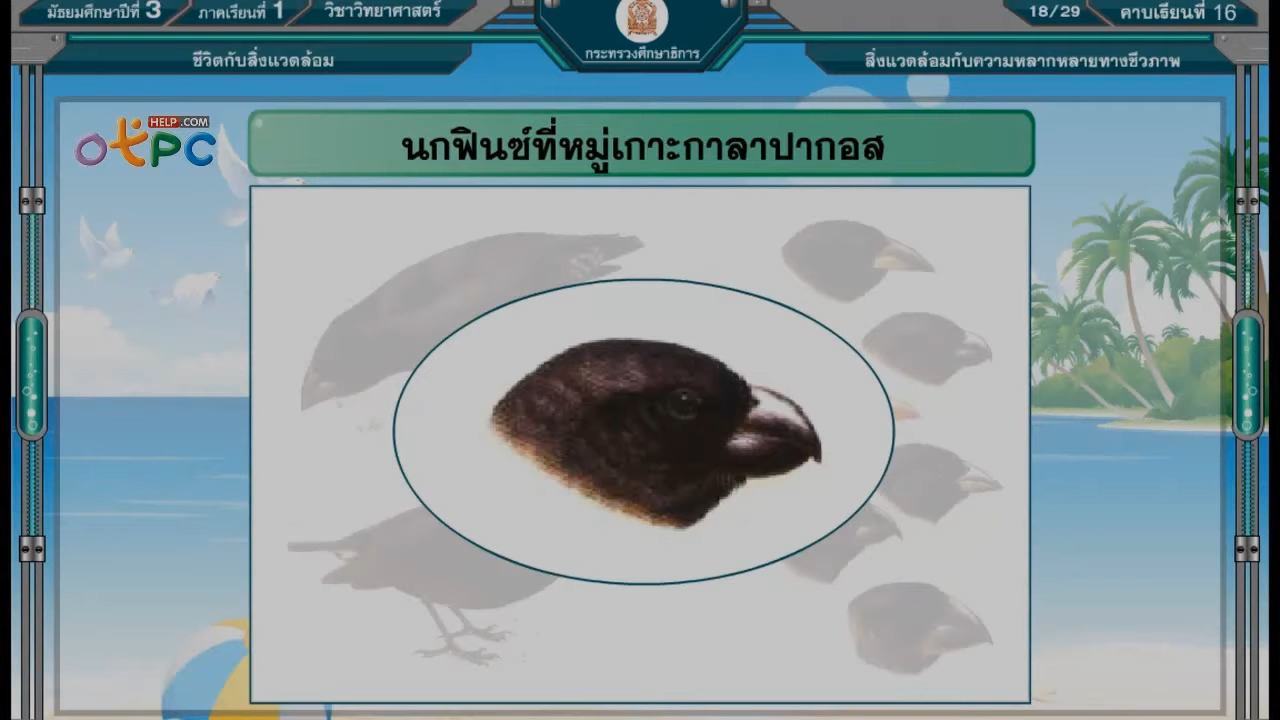 มัธยมศึกษาปีที่ 3
ภาคเรียนที่ 1
วิชาวิทยาศาสตร์
กระทรวงศึกษาธิการ
18/29
คาบเรียนที่ 16
ชีวิตกับสิ่งแวดล้อม
สิ่งแวดล้อมกับความหลากหลายทางชีวภาพ
HELP.COM
OTPC
นกฟินซ์ที่หมู่เกาะกาลาปากอส